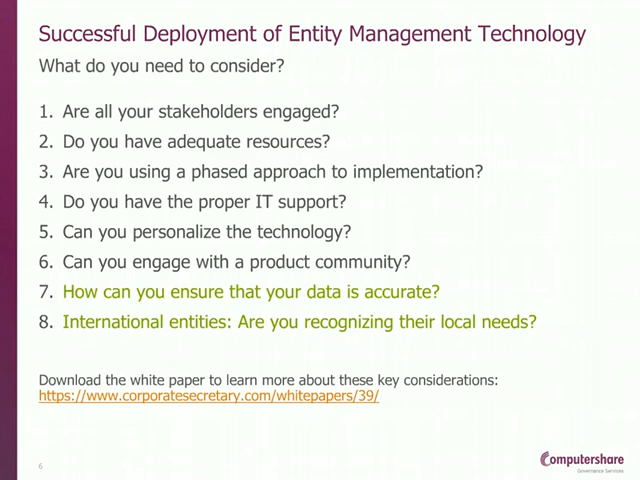 Successful Deployment of Entity Management Technology
What do you need to consider?
1. Are all your stakeholders engaged?
2. Do you have adequate resources?
3. Are you using a phased approach to implementation?
4. Do you have the proper IT support?
5. Can you personalize the technology?
6. Can you engage with a product community?
7. How can you ensure that your data is accurate?
8. International entities: Are you recognizing their local needs?
Download the white paper to learn more about these key considerations:
https://www.corporatesecretary.com/whitepapers/39/
6
Computershare
Governance Services